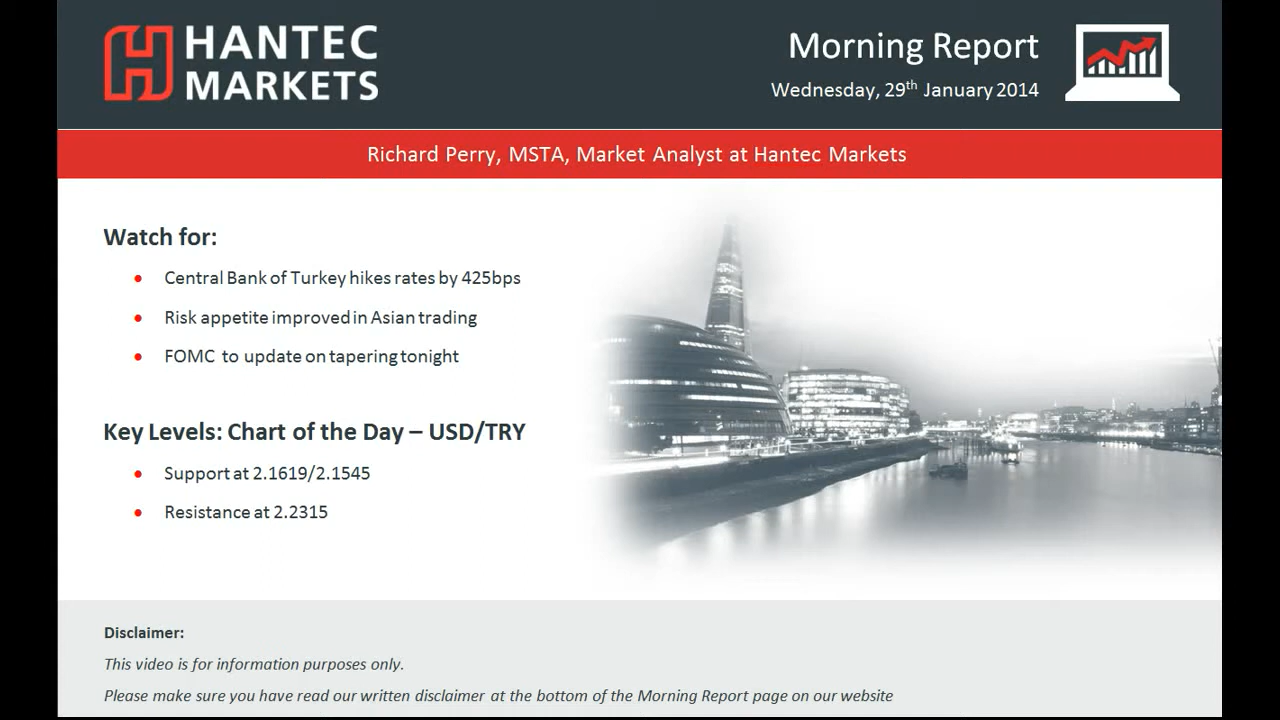 HANTEC
MARKETS
Morning Report
Wednesday, 29th January 2014
Richard Perry, MSTA, Market Analyst at Hantec Markets
Watch for:
• Central Bank of Turkey hikes rates by 425bps
• Risk appetite improved in Asian trading
• FOMC to update on tapering tonight
Key Levels: Chart of the Day – USD/TRY
• Support at 2.1619/2.1545
• Resistance at 2.2315
Disclaimer:
This video is for information purposes only.
Please make sure you have read our written disclaimer at the bottom of the Morning Report page on our website